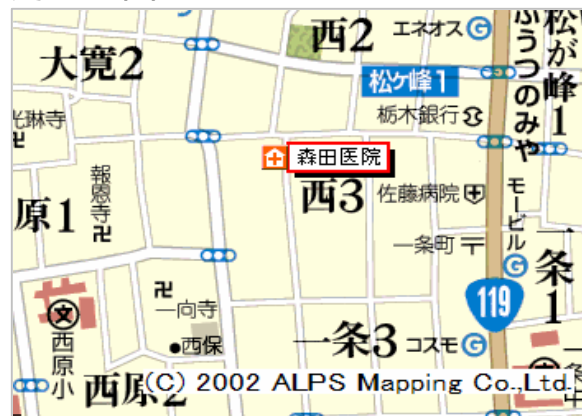 西2
エネオス G
ふうつのみや
松が峰1
大寛2
松ケ峰1
栃木銀行
光琳寺
森田医院
報恩寺
西3
佐藤病院
モービル G
原1
一条町 〒
一条1
119
一向寺
文
西保
一条3
コスモ G
西原小
西原2
(C) 2002 ALPS Mapping Co.,Ltd.